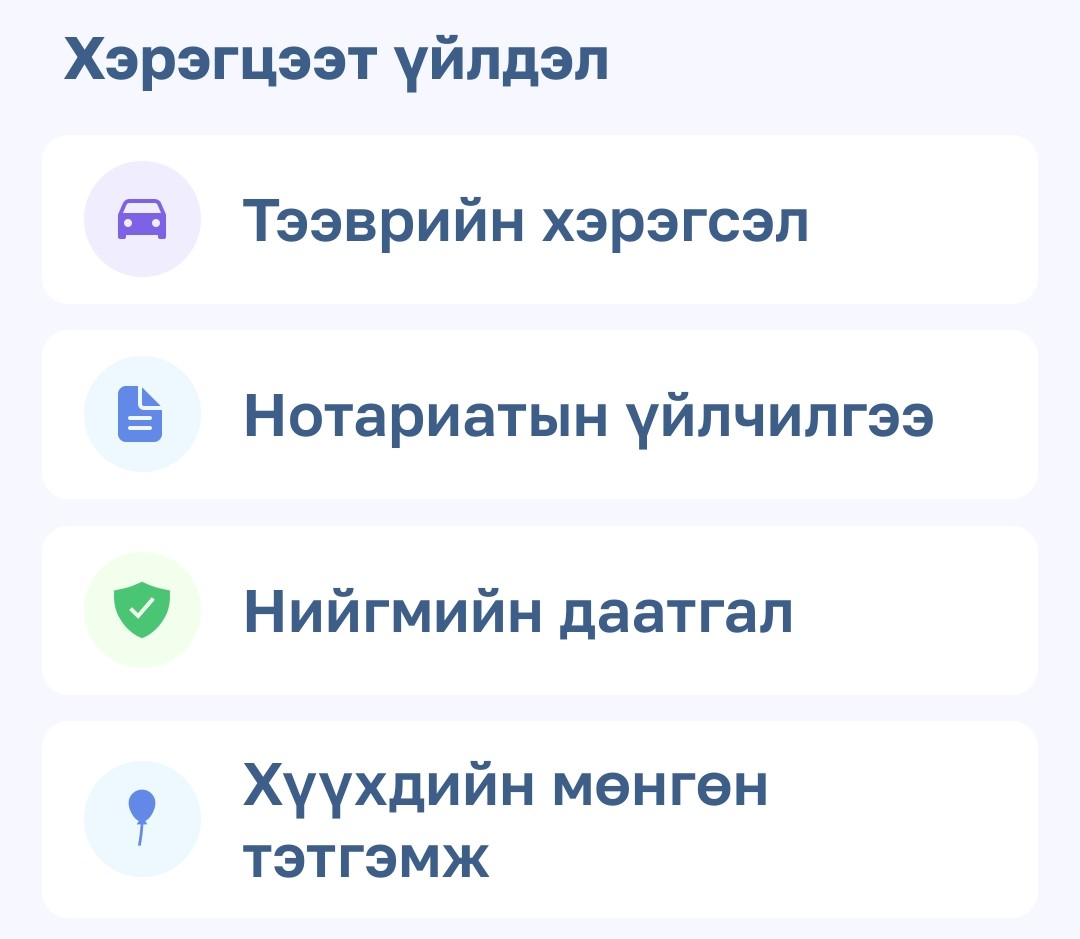 Хэрэгцээт үйлдэл
Тээврийн хэрэгсэл
Нотариатын үйлчилгээ
Нийгмийн даатгал
Хүүхдийн мөнгөн
тэтгэмж